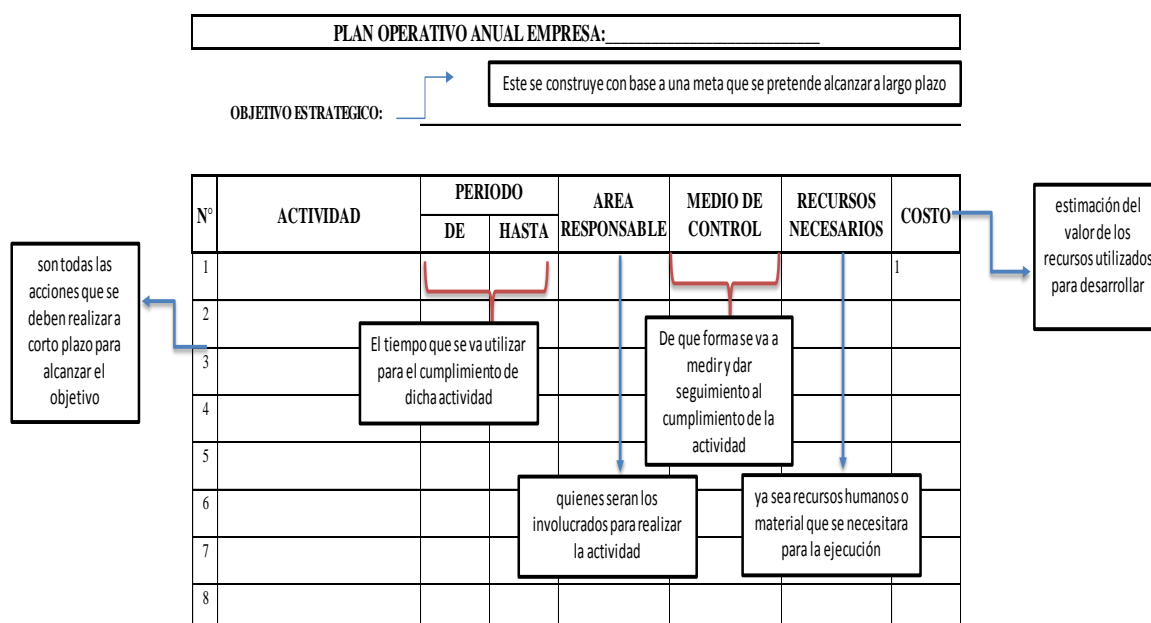 PLAN OPERATIVO ANUAL EMPRESA:____________________________
Este se construye con base a una meta que se pretende alcanzar a largo plazo
OBJETIVO ESTRATEGICO:
N°
ACTIVIDAD
PERIODO
DE
HASTA
AREA
RESPONSABLE
MEDIO DE
CONTROL
RECURSOS
NECESARIOS
COSTO
estimación del
valor de los
recursos utilizados
para desarrollar
son todas las
acciones que se
deben realizar a
corto plazo para
alcanzar el
objetivo
1
1
2
3
4
5
6
7
8
El tiempo que se va utilizar
para el cumplimiento de
dicha actividad
De que forma se va a
medir y dar
seguimiento al
cumplimiento de la
actividad
quienes seran los
involucrados para realizar
la actividad
ya sea recursos humanos o
material que se necesitara
para la ejecución